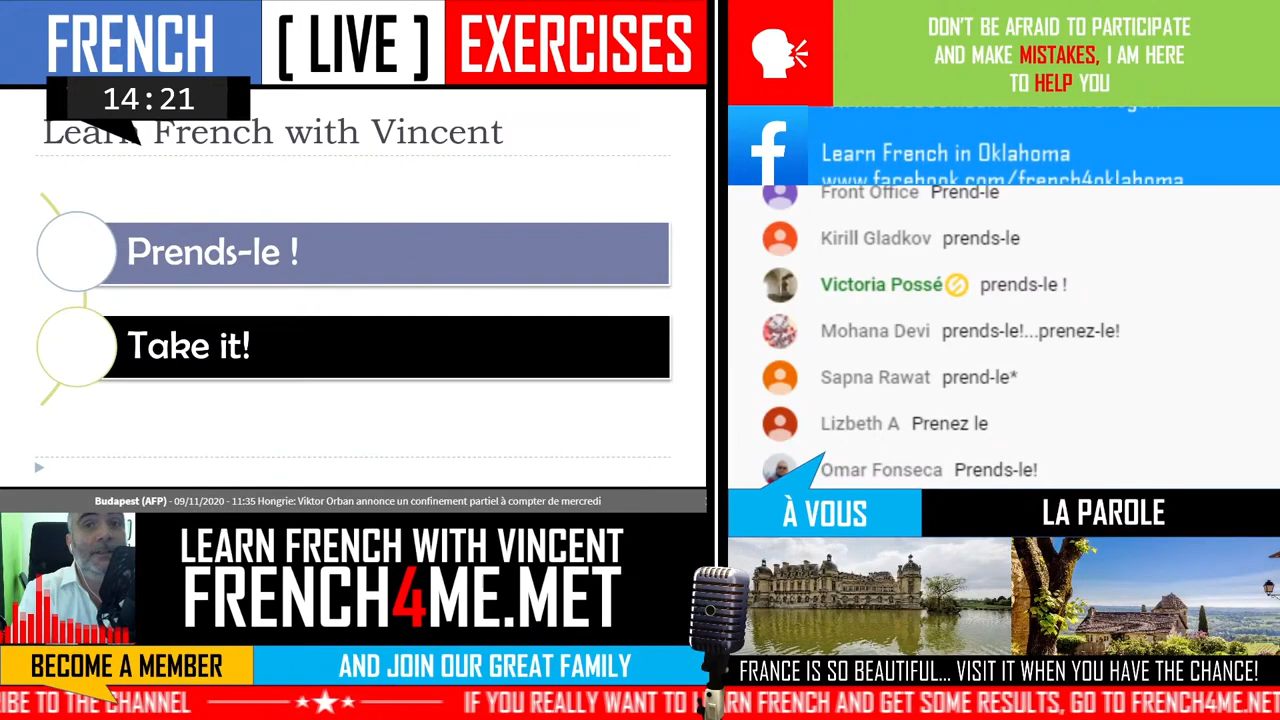 FRENCH [ LIVE ] EXERCISES
14:21
Learn French with Vincent
Prends-le !
Take it!
Budapest (AFP) - 09/11/2020 - 11:35 Hongrie: Viktor Orban annonce un confinement partiel à compter de mercredi
LEARN FRENCH WITH VINCENT
FRENCH4ME.MET
BECOME A MEMBER
AND JOIN OUR GREAT FAMILY
DON'T BE AFRAID TO PARTICIPATE
AND MAKE MISTAKES, I AM HERE
TO HELP YOU
f
Learn French in Oklahoma
www.facebook.com/french4oklahoma
Front Office Prend-le
Kirill Gladkov prends-le
Victoria Possé prends-le !
Mohana Devi prends-le!...prenez-le!
Sapna Rawat prend-le*
Lizbeth A Prenez le
Omar Fonseca Prends-le!
À VOUS
LA PAROLE
FRANCE IS SO BEAUTIFUL... VISIT IT WHEN YOU HAVE THE CHANCE!
RIBE TO THE CHANNEL
IF YOU REALLY WANT TO L RN FRENCH AND GET SOME RESULTS, GO TO FRENCH4ME.NET